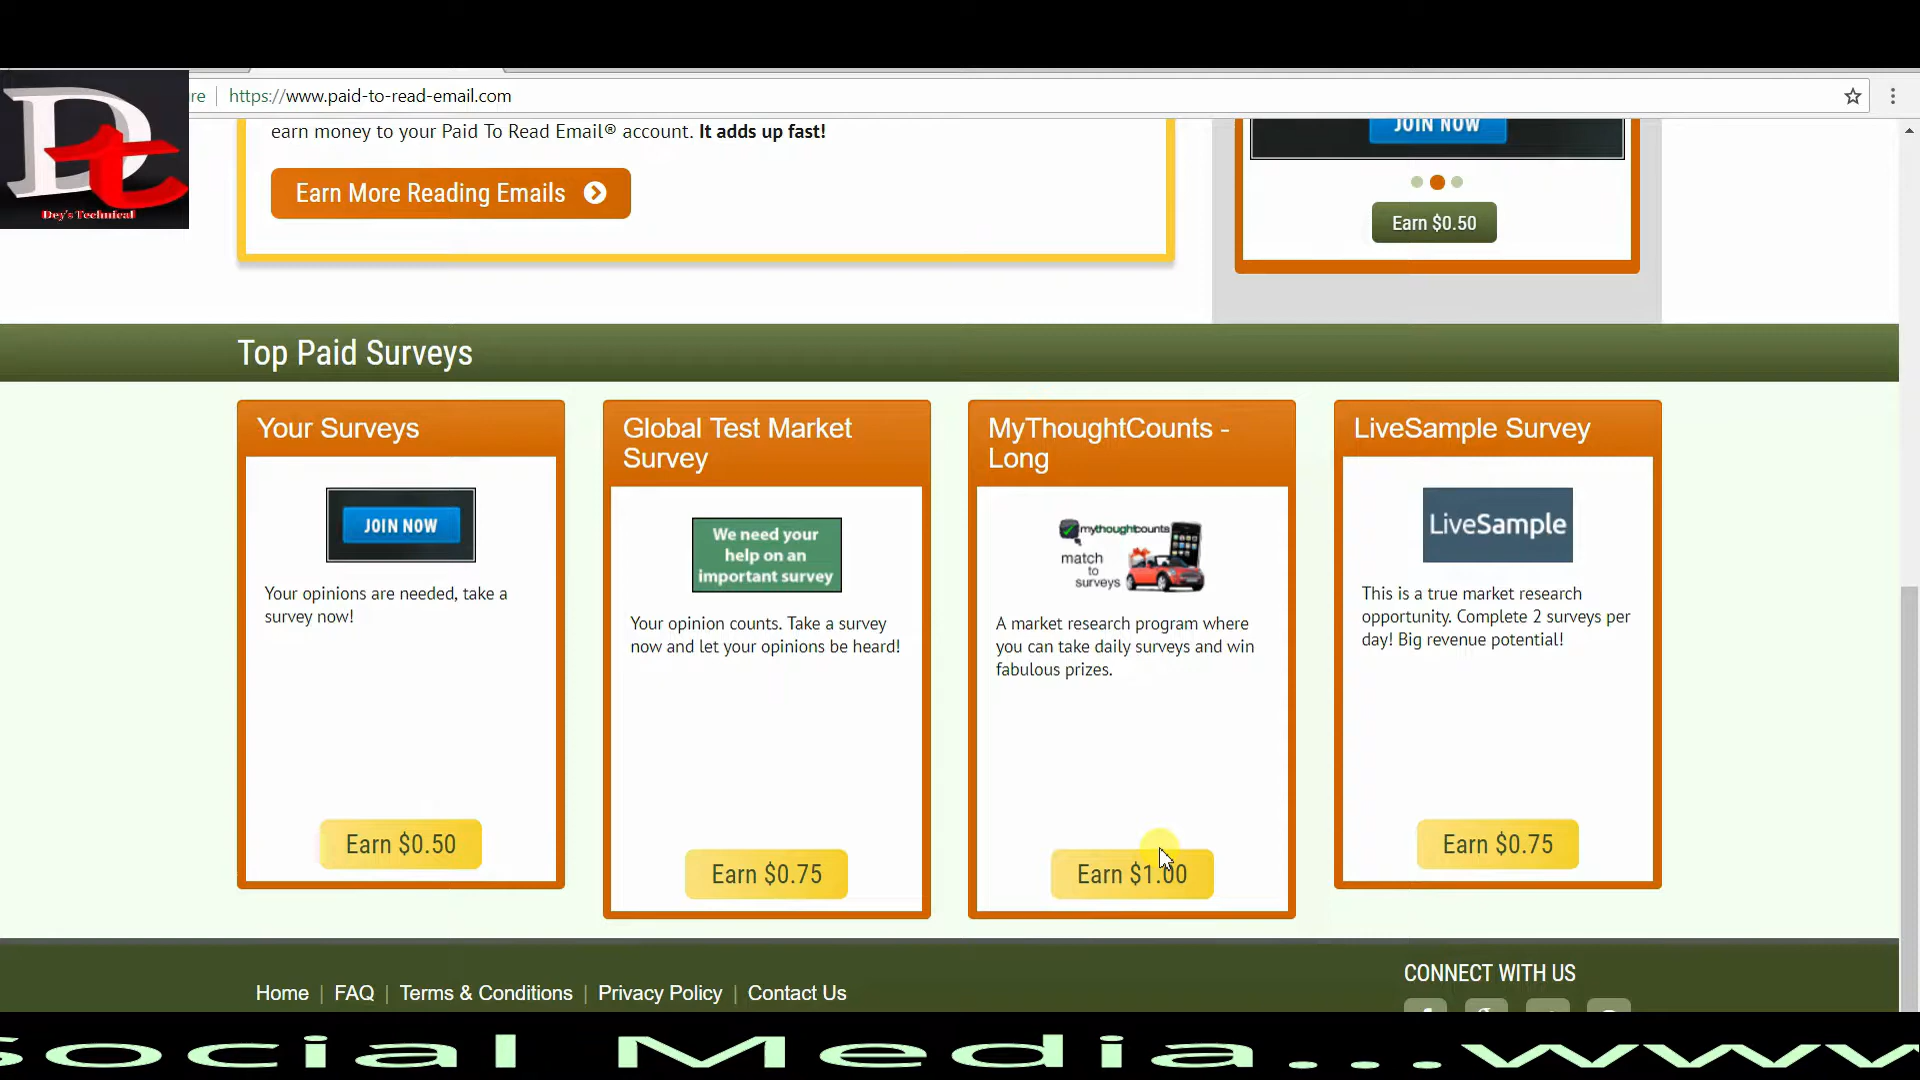 re
https://www.paid-to-read-email.com
Dt
Dey's Technical
earn money to your Paid To Read Email® account. It adds up fast!
Earn More Reading Emails
JOIN NOW
Earn $0.50
Top Paid Surveys
Your Surveys
JOIN NOW
Your opinions are needed, take a
survey now!
Earn $0.50
Global Test Market
Survey
We need your
help on an
important survey
Your opinion counts. Take a survey
now and let your opinions be heard!
Earn $0.75
MyThoughtCounts -
Long
mythoughtcounts
match
to
surveys
A market research program where
you can take daily surveys and win
fabulous prizes.
Earn $1.00
LiveSample Survey
LiveSample
This is a true market research
opportunity. Complete 2 surveys per
day! Big revenue potential!
Earn $0.75
Home | FAQ | Terms & Conditions | Privacy Policy | Contact Us
CONNECT WITH US
social Media...www